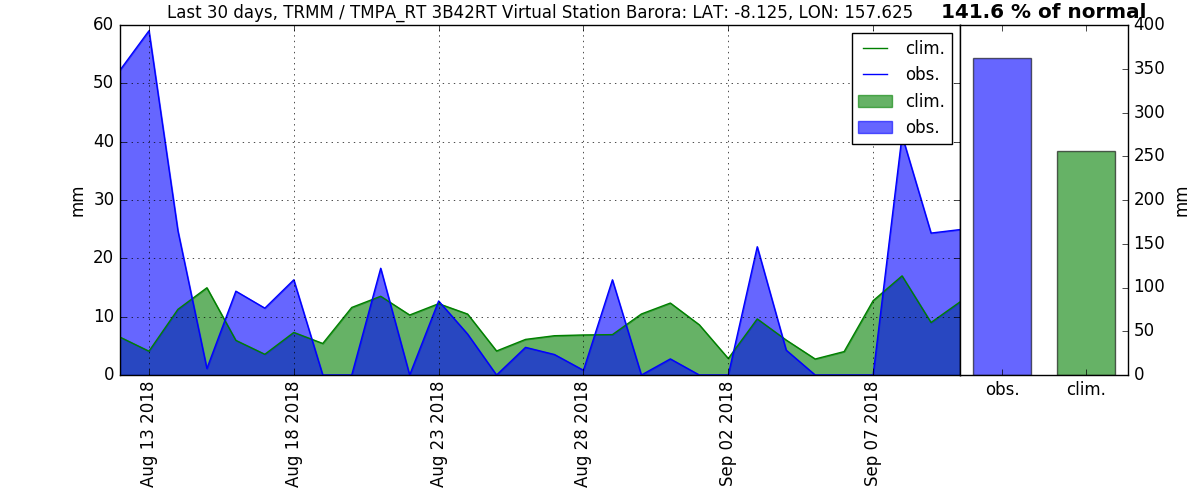 Last 30 days, TRMM / TMPA_RT 3B42RT Virtual Station Barora: LAT: -8.125, LON: 157.625
141.6 % of normal
60
50
40
30
20
10
0
mm
clim.
obs.
clim.
obs.
Aug 13 2018
Aug 18 2018
Aug 23 2018
Aug 28 2018
Sep 02 2018
Sep 07 2018
400
350
300
250
200
150
100
50
0
mm
obs.
clim.